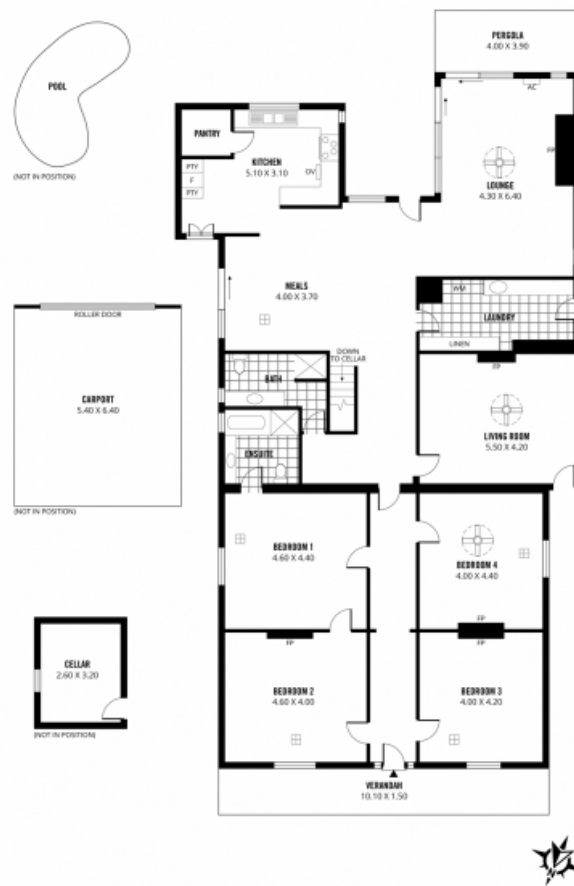 POOL
(NOT IN POSITION)
PERGOLA
4.00 X 3.90
AC
PANTRY
KITCHEN
5.10 X 3.10
PTY
F
PTY
OV
FP
LOUNGE
4.30 X 6.40
MEALS
4.00 X 3.70
WM
LAUNDRY
LINEN
ROLLER DOOR
CARPORT
5.40 X 6.40
(NOT IN POSITION)
DOWN
TO CELLAR
BATH
ENSUITE
FP
LIVING ROOM
5.50 X 4.20
BEDROOM 1
4.60 X 4.40
BEDROOM 4
4.00 X 4.40
FP
FP
FP
CELLAR
2.60 X 3.20
(NOT IN POSITION)
BEDROOM 2
4.60 X 4.00
BEDROOM 3
4.00 X 4.20
VERANDAH
10.10 X 1.50